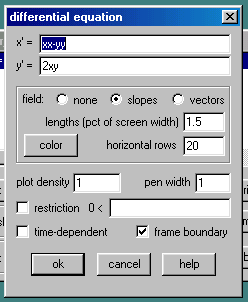 differential equation
x' = xx-yy
y' = 2xy
field: none slopes vectors
lengths (pct of screen width) 1.5
color horizontal rows 20
plot density 1 pen width 1
restriction 0 <
time-dependent frame boundary
ok cancel help